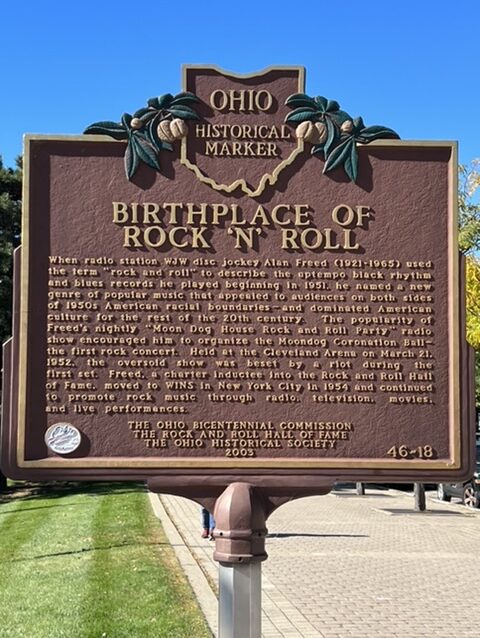 OHIO
HISTORICAL
MARKER
BIRTHPLACE OF
ROCK 'N' ROLL
When radio station WJW disc jockey Alan Freed (1921-1965) used
the term "rock and roll" to describe the uptempo black rhythm
and blues records he played beginning in 1951, he named a new
genre of popular music that appealed to audiences on both sides
of 1950s American racial boundaries—and dominated American
culture for the rest of the 20th century. The popularity of
Freed's nightly "Moon Dog House Rock and Roll Party" radio
show encouraged him to organize the Moondog Coronation Ball—
the first rock concert. Held at the Cleveland Arena on March 21,
1952, the oversold show was beset by a riot during the
first set. Freed, a charter inductee into the Rock and Roll Hall
of Fame, moved to WINS in New York City in 1954 and continued
to promote rock music through radio, television, movies,
and live performances.
THE OHIO BICENTENNIAL COMMISSION
THE ROCK AND ROLL HALL OF FAME
THE OHIO HISTORICAL SOCIETY
2003
46-18